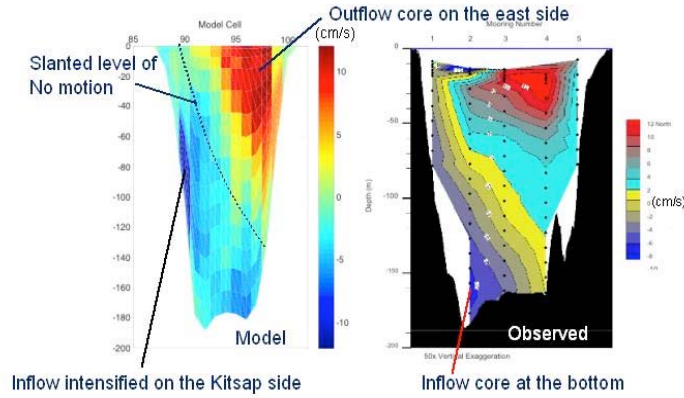 Outflow core on the east side
Model Cell
85
90
95
100
(cm/s)
Slanted level of
No motion
0
-20
-40
-60
-80
-100
-120
-140
-160
-180
-200
10
5
0
-5
-10
Model
Inflow intensified on the Kitsap side
Mooring Number
1 2 3 4 5
0
-50
-100
-150
-200
Depth (m)
12 North
10
8
6
4
2
0
-2
-4
-6
-8
(cm/s)
Observed
50x Vertical Exaggeration
Inflow core at the bottom